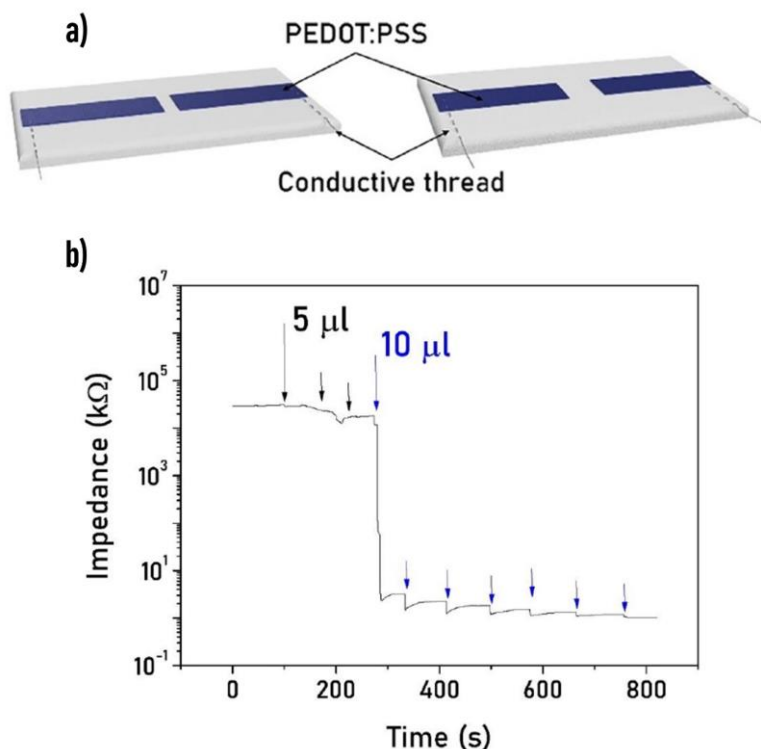 a)
PEDOT:PSS
Conductive thread
b)
5 μl
10 μl
10⁷
10⁵
10³
10¹
10⁻¹
Impedance (kΩ)
0 200 400 600 800
Time (s)